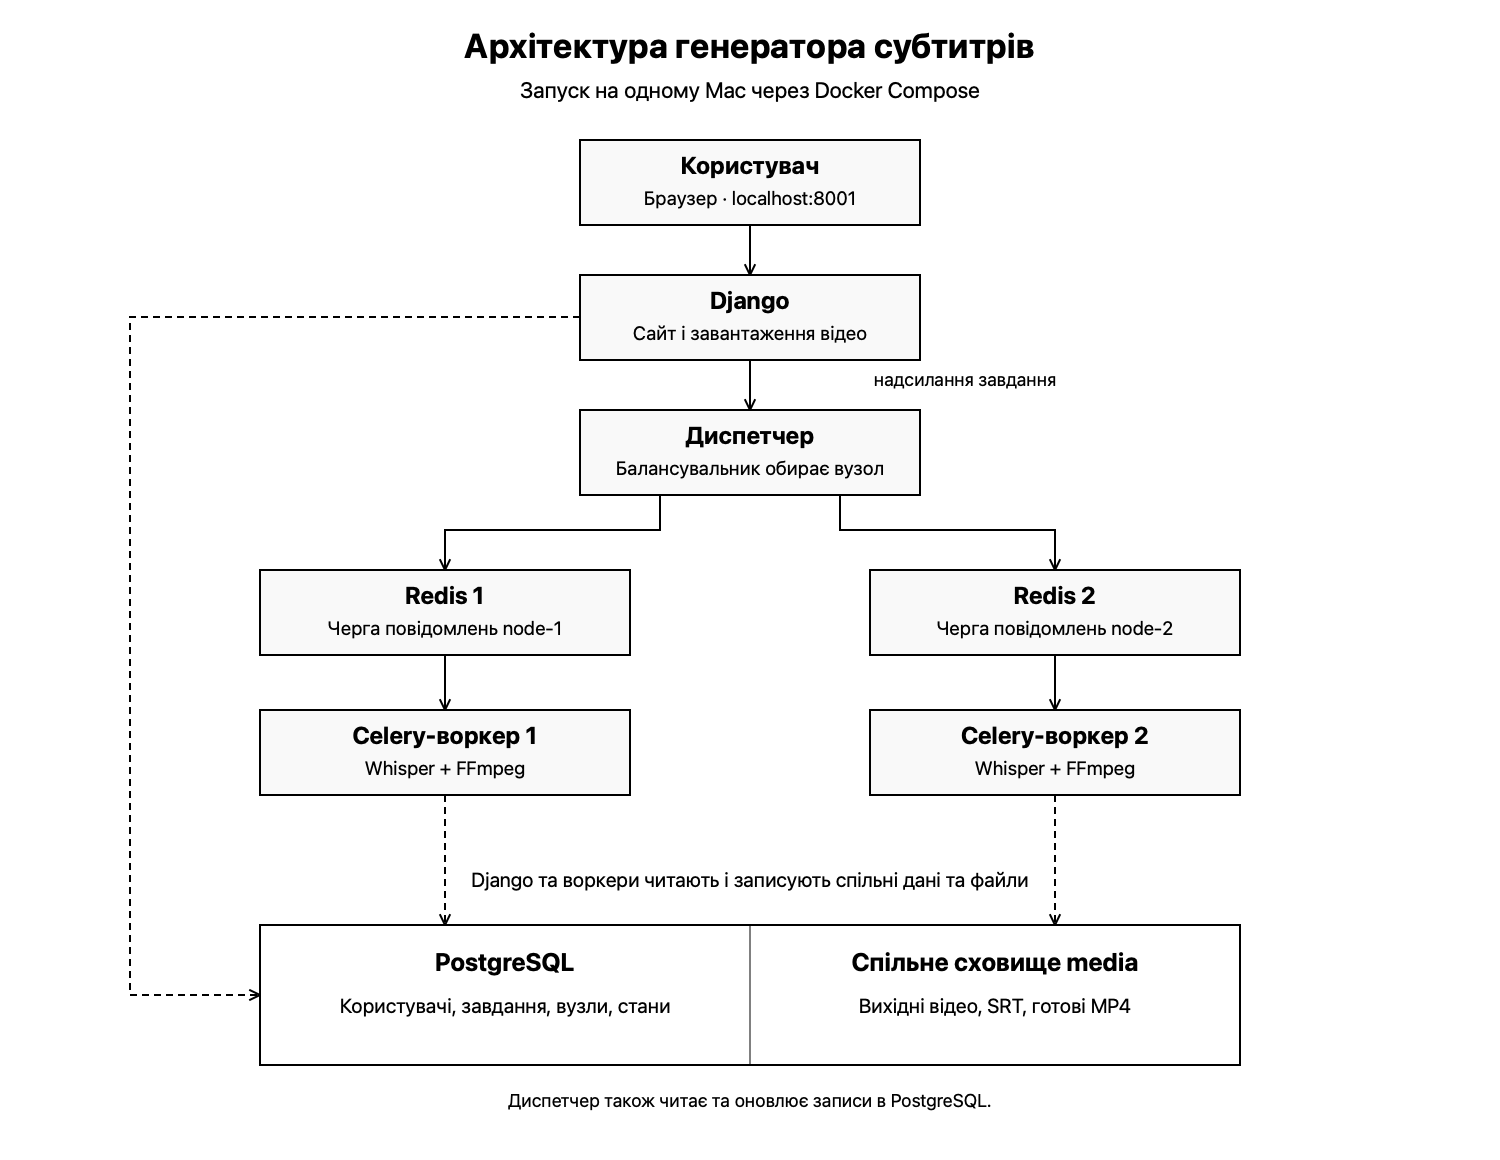 Архітектура генератора субтитрів
Запуск на одному Mac через Docker Compose
Користувач
Браузер · localhost:8001
Django
Сайт і завантаження відео
надсилання завдання
Диспетчер
Балансувальник обирає вузол
Redis 1
Черга повідомлень node-1
Redis 2
Черга повідомлень node-2
Celery-воркер 1
Whisper + FFmpeg
Celery-воркер 2
Whisper + FFmpeg
Django та воркери читають і записують спільні дані та файли
PostgreSQL
Користувачі, завдання, вузли, стани
Спільне сховище media
Вихідні відео, SRT, готові MP4
Диспетчер також читає та оновлює записи в PostgreSQL.